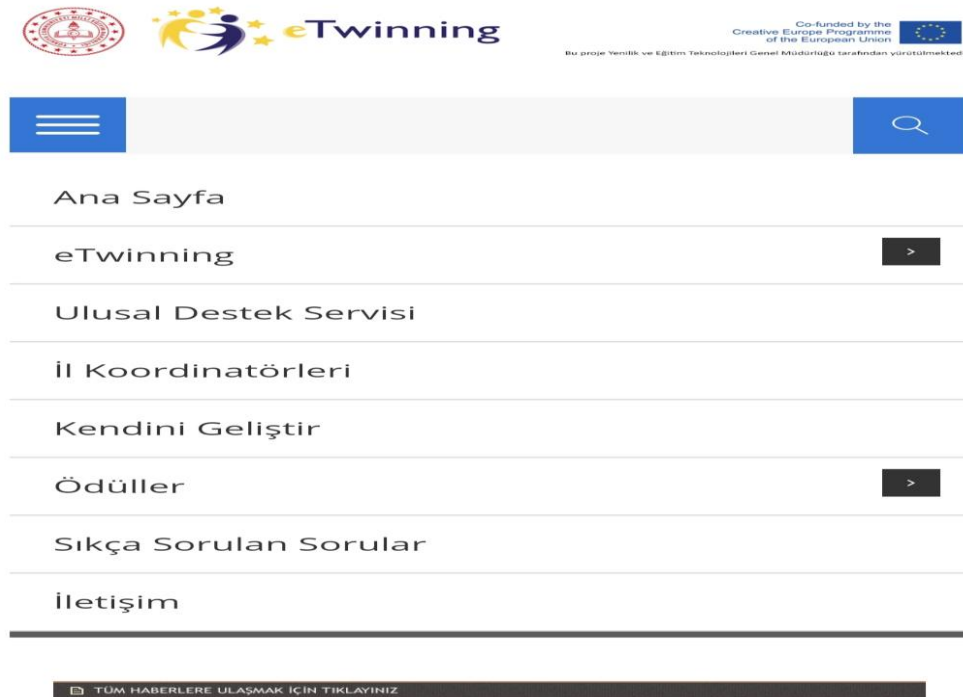 eTwinning
Co-funded by the
Creative Europe Programme
of the European Union
Bu proje Yenilik ve Eğitim Teknolojileri Genel Müdürlüğü tarafından yürütülmekted
Ana Sayfa
eTwinning
>
Ulusal Destek Servisi
İl Koordinatörleri
Kendini Geliştir
Ödüller
>
Sıkça Sorulan Sorular
İletişim
TÜM HABERLERE ULAŞMAK İÇİN TIKLAYINIZ